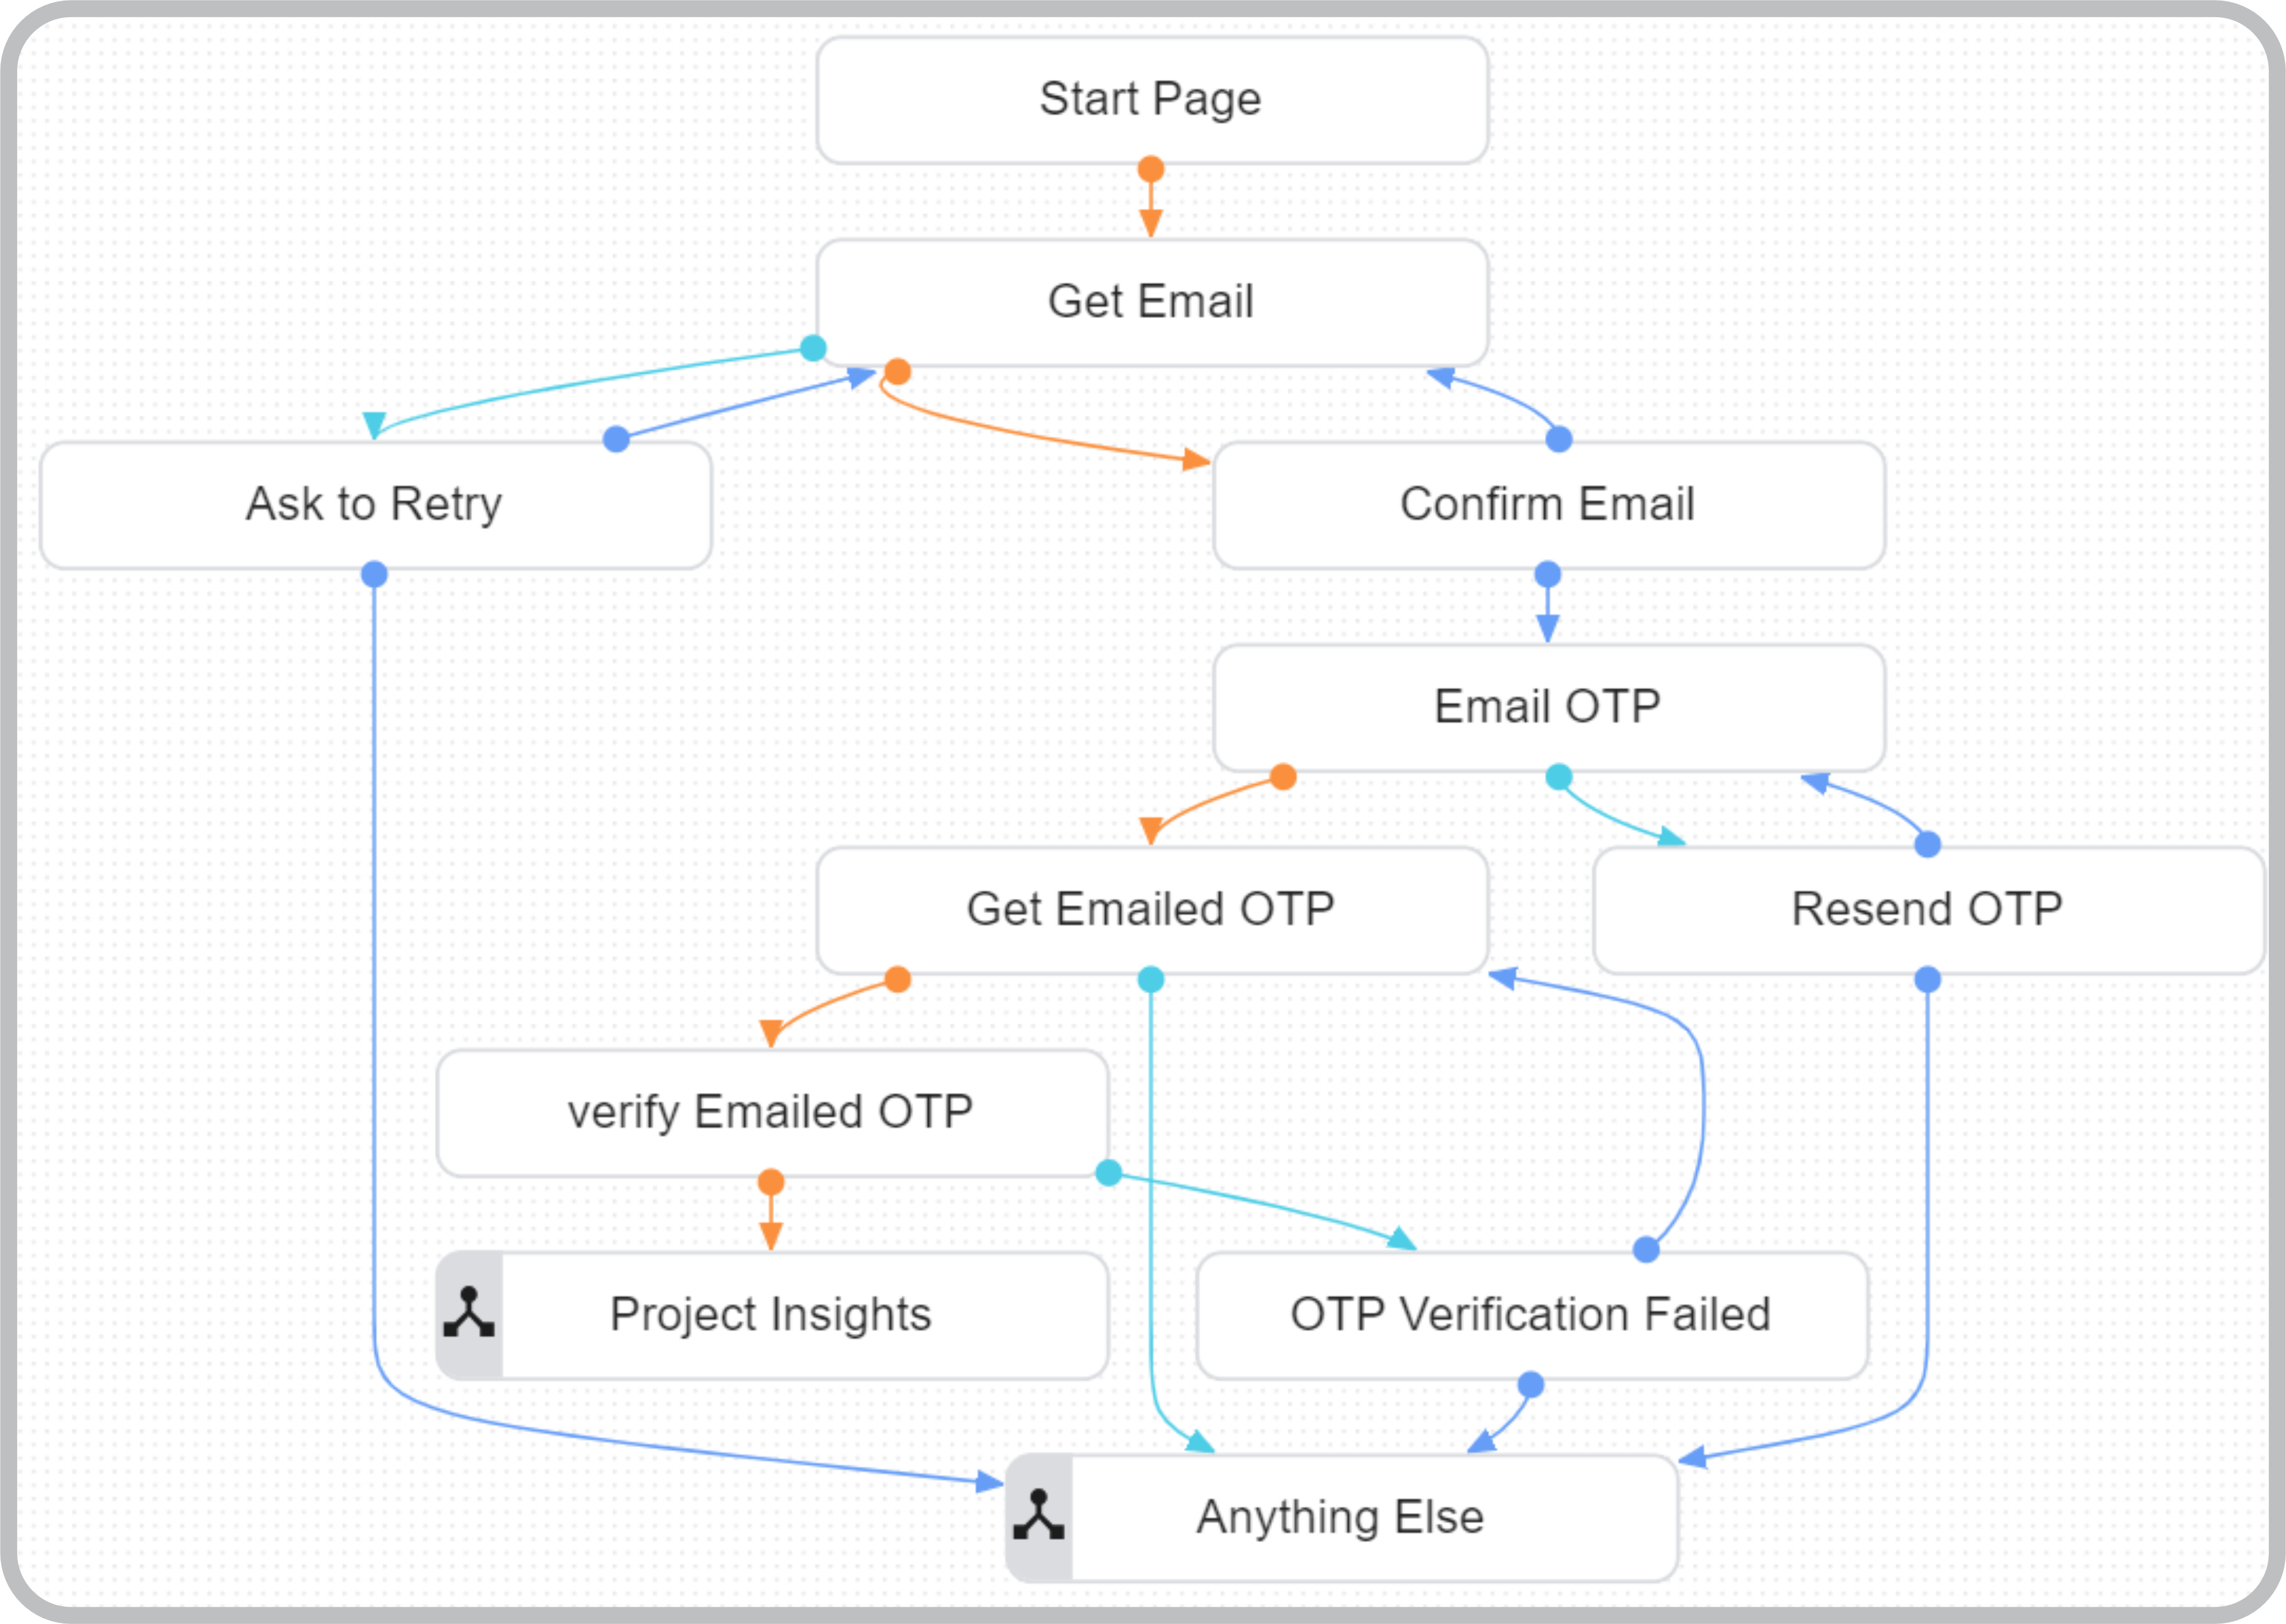 Start Page
Get Email
Ask to Retry
Confirm Email
Email OTP
Get Emailed OTP
Resend OTP
verify Emailed OTP
Project Insights
OTP Verification Failed
Anything Else